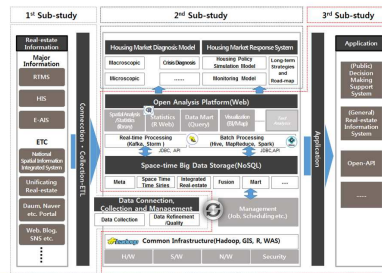 1st Sub-study
2nd Sub-study
3rd Sub-study
Real-estate
Information
Major
Information
RTMS
HIS
E-AIS
ETC
National
Spatial Information
Integrated System
Unificating
Real-estate
Daum, Naver
etc. Portal
Web. Blog.
SNS etc.
Connection - Collection-ETL
Housing Market Diagnosis Model
Macroscopic
Crisis Diagnosis
Microscopic
......
Housing Market Response System
Housing Policy
Simulation Model
Monitoring Model
Long-term
Strategies
and
Road-map
Open Analysis Platform(Web)
Spatial Analysis
/Statistics
library
Statistics
(R Web)
Data Mart
(Query)
Visualization
(BI/Map)
Real-time Processing
(Kafka, Storm )
Batch Processing
(Hive, MapReduce, Spark)
JDBC, API
JDBC, API
Space-time Big Data Storage(NoSQL)
Meta
Space Time
Time Sires
Integrated
Real-estate
Fusion
Mart
....
Data Connection,
Collection and Management
Data Collection
Data Refinement
/Quality
Management
(Job, Scheduling etc.)
hadoop
Common Infrastructure(Hadoop, GIS, R, WAS)
H/W
S/W
N/W
Security
Application
Application
(Public)
Decision
Making
Support
System
(General)
Real-estate
Information
System
Open-API
.....